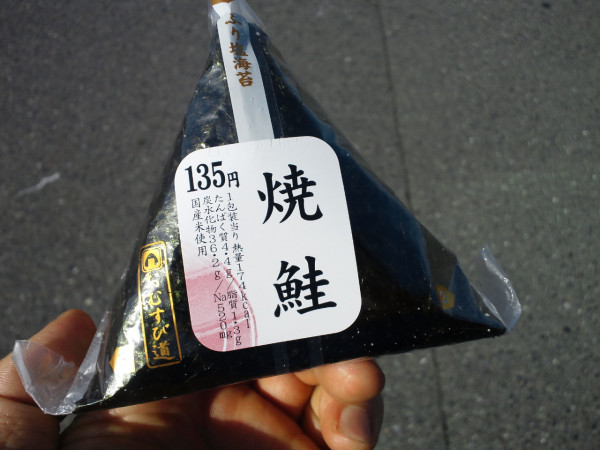 ふり塩海苔
135円
焼鮭
1包装当り 熱量174kcal
たんぱく質4.4g/脂質1.3g
炭水化物36.2g/Na520mg
国産米使用
むすび道